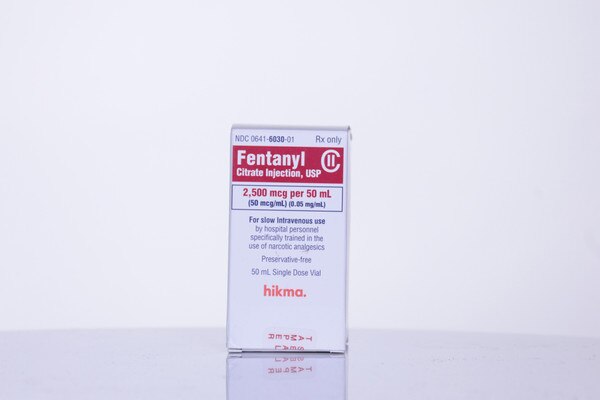 NDC 0641-6030-01 Rx only
Fentanyl CII
Citrate Injection, USP
2,500 mcg per 50 mL
(50 mcg/mL) (0.05 mg/mL)
For slow Intravenous use
by hospital personnel
specifically trained in the
use of narcotic analgesics
Preservative-free
50 mL Single Dose Vial
hikma.